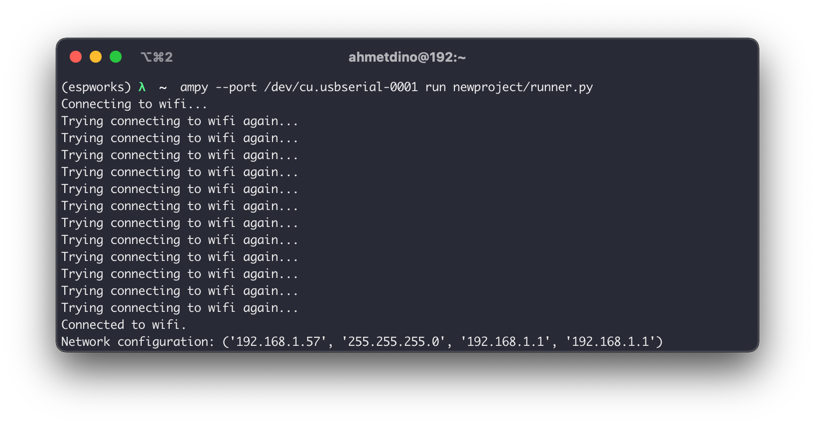 ⌥⌘2
ahmetdino@192:~
(espworks) λ ~ ampy --port /dev/cu.usbserial-0001 run newproject/runner.py
Connecting to wifi...
Trying connecting to wifi again...
Trying connecting to wifi again...
Trying connecting to wifi again...
Trying connecting to wifi again...
Trying connecting to wifi again...
Trying connecting to wifi again...
Trying connecting to wifi again...
Trying connecting to wifi again...
Trying connecting to wifi again...
Trying connecting to wifi again...
Trying connecting to wifi again...
Trying connecting to wifi again...
Connected to wifi.
Network configuration: ('192.168.1.57', '255.255.255.0', '192.168.1.1', '192.168.1.1')